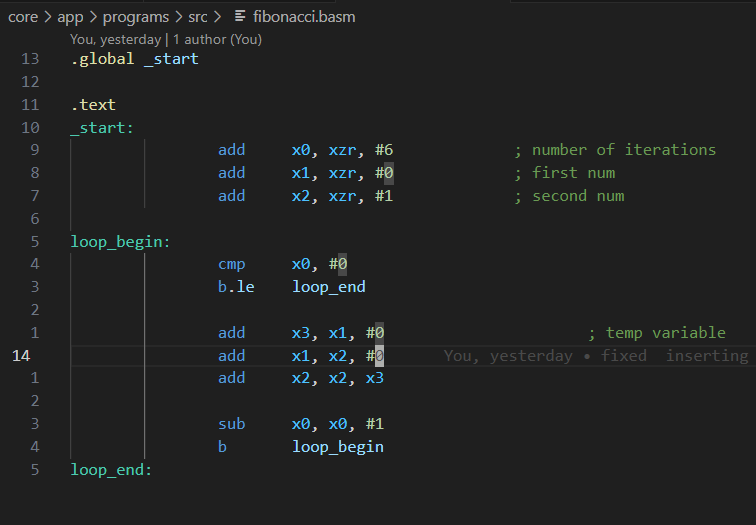 core > app > programs > src > fibonacci.basm
You, yesterday | 1 author (You)
13 .global _start
12
11 .text
10 _start:
9 add x0, xzr, #6 ; number of iterations
8 add x1, xzr, #0 ; first num
7 add x2, xzr, #1 ; second num
6
5 loop_begin:
4 cmp x0, #0
3 b.le loop_end
2
1 add x3, x1, #0 ; temp variable
14 add x1, x2, #0 You, yesterday • fixed inserting
1 add x2, x2, x3
2
3 sub x0, x0, #1
4 b loop_begin
5 loop_end: